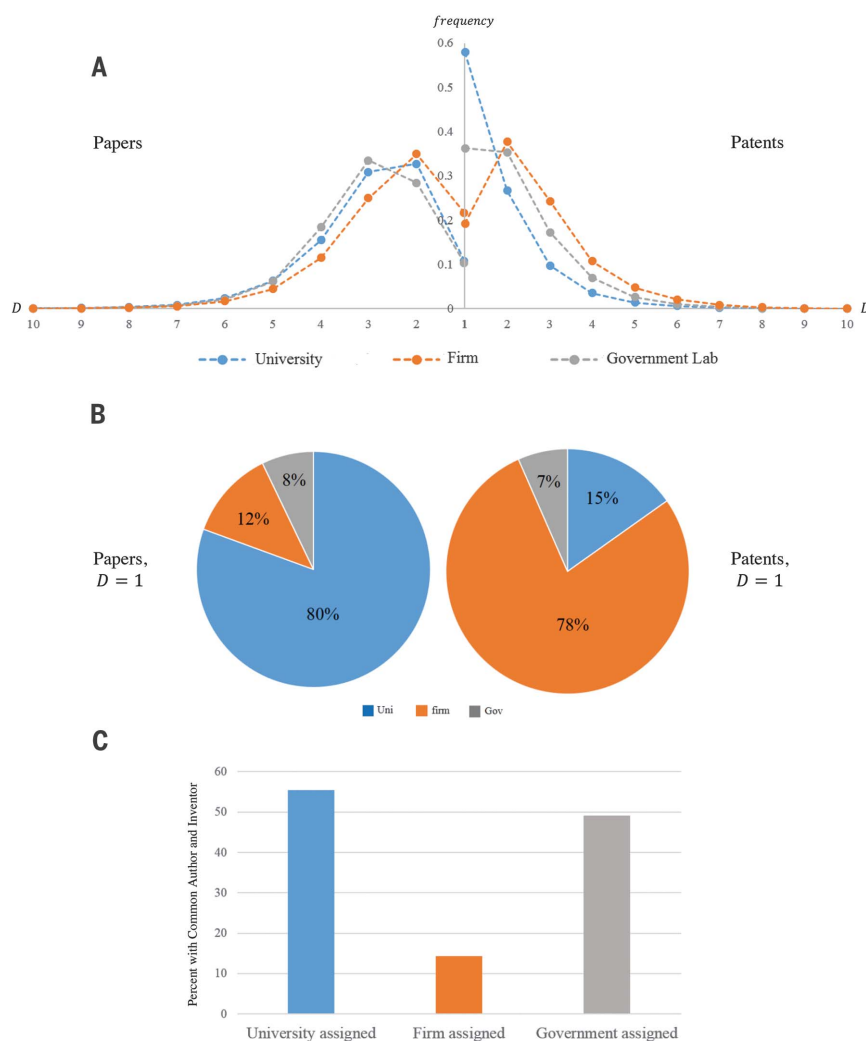 frequency
A
0.6
0.5
0.4
0.3
0.2
0.1
0
Papers
Patents
D
D
10 9 8 7 6 5 4 3 2 1 2 3 4 5 6 7 8 9 10
University Firm Government Lab
B
8%
12%
80%
Papers,
D = 1
7%
15%
78%
Patents,
D = 1
Uni firm Gov
C
Percent with Common Author and Inventor
60
50
40
30
20
10
0
University assigned Firm assigned Government assigned